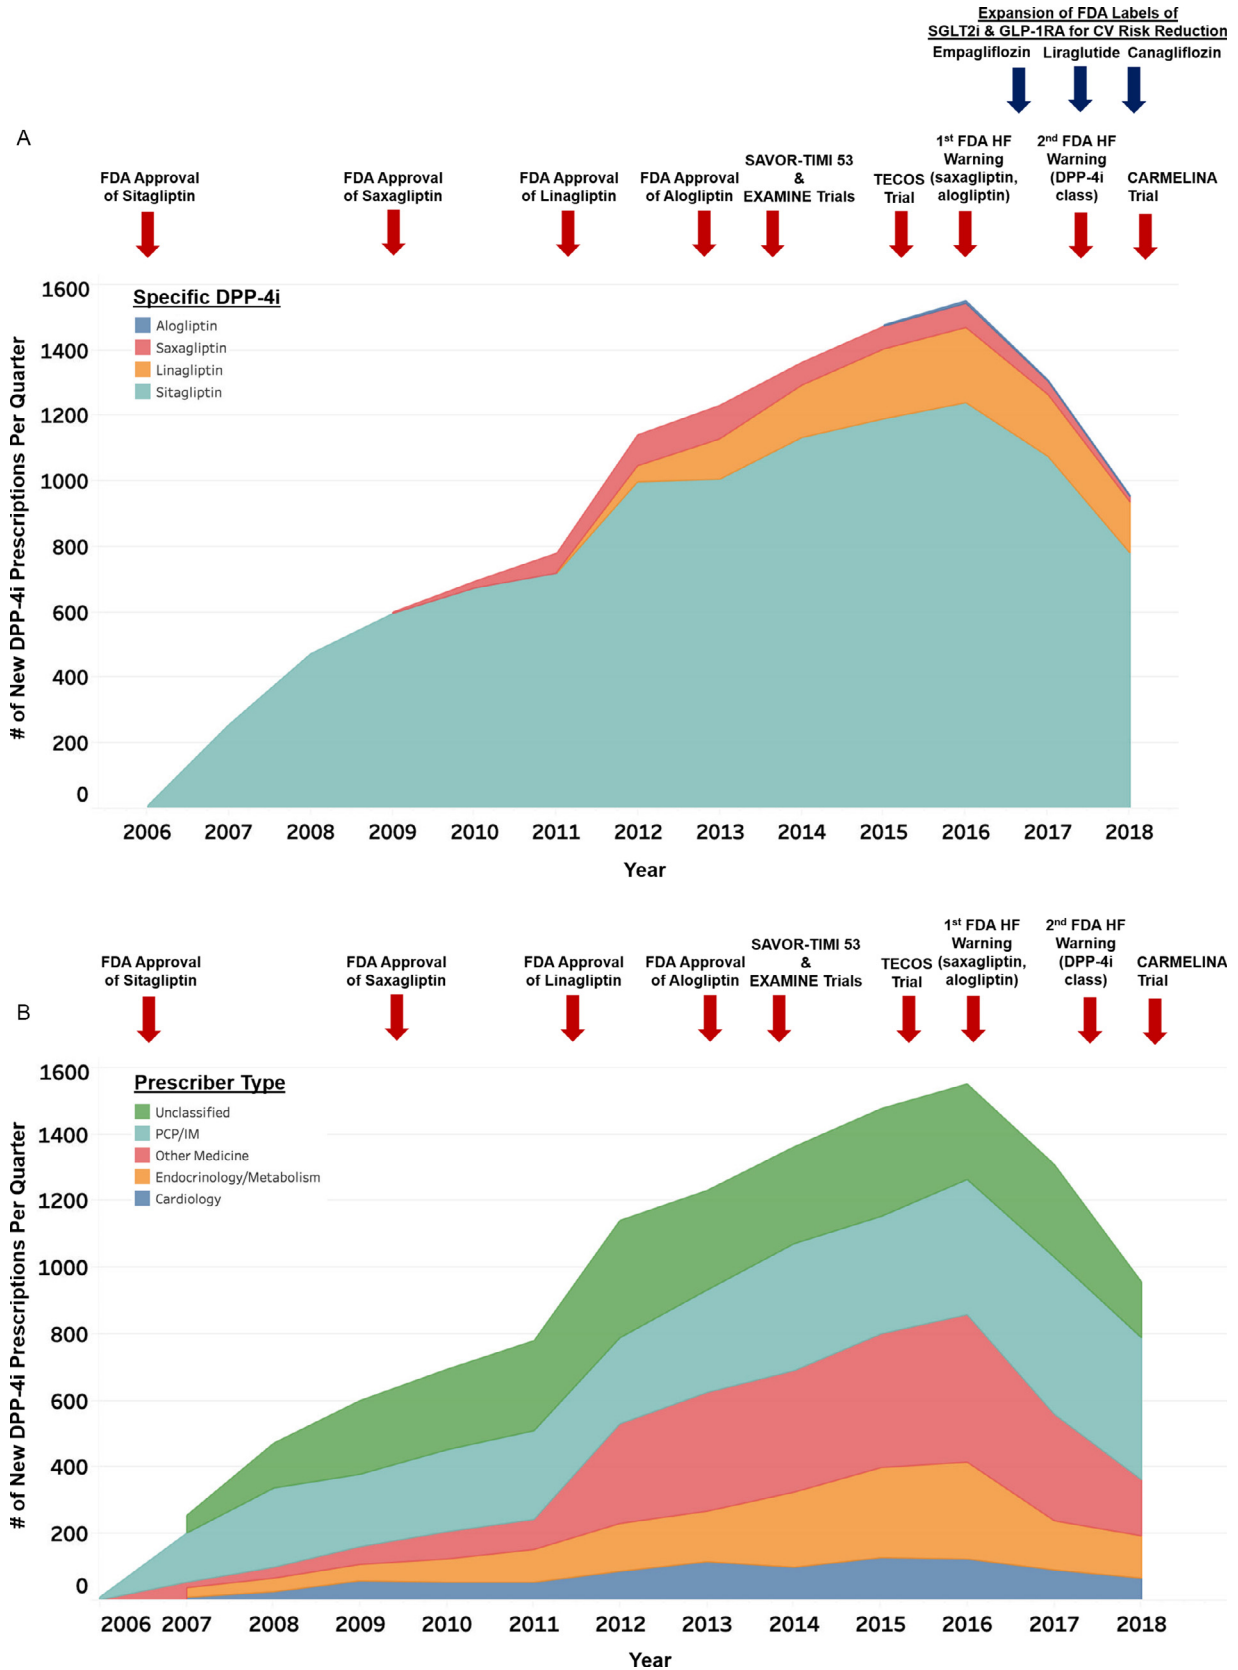 Expansion of FDA Labels of
SGLT2i & GLP-1RA for CV Risk Reduction
Empagliflozin Liraglutide Canagliflozin
A
FDA Approval
of Sitagliptin
FDA Approval
of Saxagliptin
FDA Approval
of Linagliptin
FDA Approval
of Alogliptin
SAVOR-TIMI 53
&
EXAMINE Trials
TECOS
Trial
1st FDA HF
Warning
(saxagliptin,
alogliptin)
2nd FDA HF
Warning
(DPP-4i
class)
CARMELINA
Trial
# of New DPP-4i Prescriptions Per Quarter
1600
1400
1200
1000
800
600
400
200
0
Specific DPP-4i
Alogliptin
Saxagliptin
Linagliptin
Sitagliptin
2006 2007 2008 2009 2010 2011 2012 2013 2014 2015 2016 2017 2018
Year
B
FDA Approval
of Sitagliptin
FDA Approval
of Saxagliptin
FDA Approval
of Linagliptin
FDA Approval
of Alogliptin
SAVOR-TIMI 53
&
EXAMINE Trials
TECOS
Trial
1st FDA HF
Warning
(saxagliptin,
alogliptin)
2nd FDA HF
Warning
(DPP-4i
class)
CARMELINA
Trial
# of New DPP-4i Prescriptions Per Quarter
1600
1400
1200
1000
800
600
400
200
0
Prescriber Type
Unclassified
PCP/IM
Other Medicine
Endocrinology/Metabolism
Cardiology
2006 2007 2008 2009 2010 2011 2012 2013 2014 2015 2016 2017 2018
Year